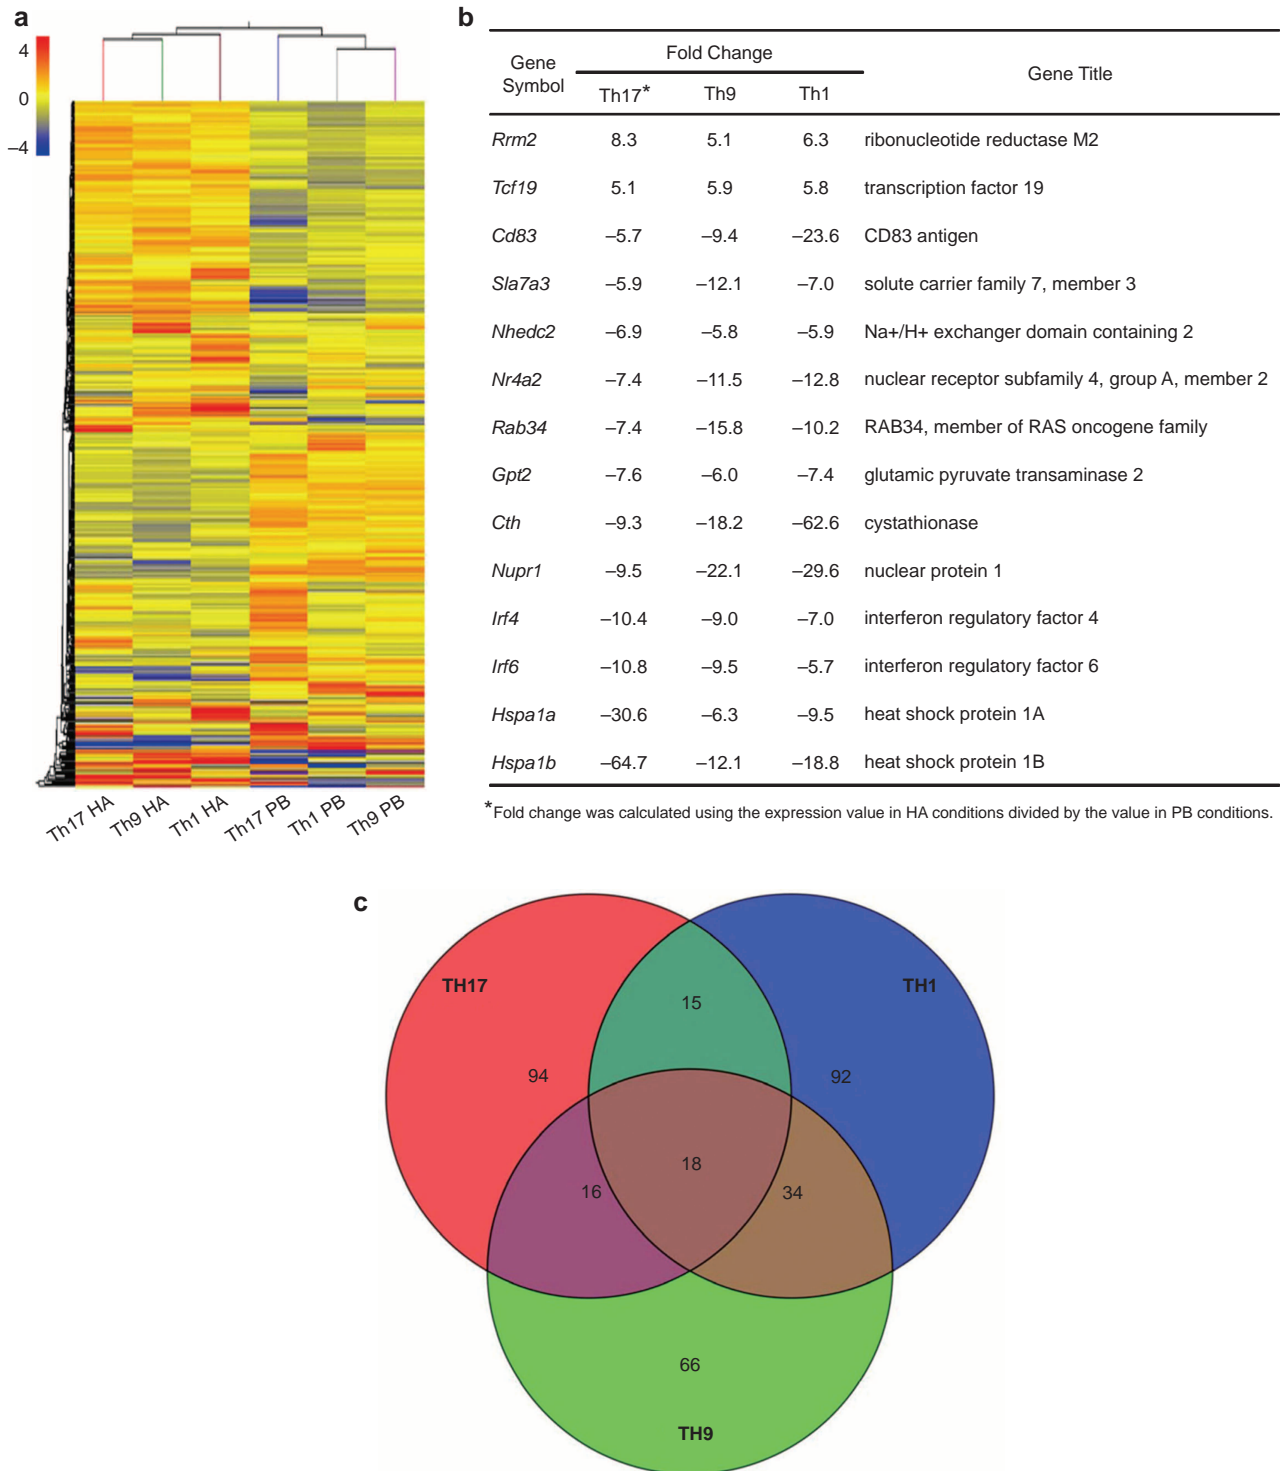 a
4
0
–4
Th17 HA
Th9 HA
Th1 HA
Th17 PB
Th1 PB
Th9 PB
b
Gene Symbol Fold Change Gene Title
Th17* Th9 Th1
Rrm2 8.3 5.1 6.3 ribonucleotide reductase M2
Tcf19 5.1 5.9 5.8 transcription factor 19
Cd83 –5.7 –9.4 –23.6 CD83 antigen
Sla7a3 –5.9 –12.1 –7.0 solute carrier family 7, member 3
Nhedc2 –6.9 –5.8 –5.9 Na+/H+ exchanger domain containing 2
Nr4a2 –7.4 –11.5 –12.8 nuclear receptor subfamily 4, group A, member 2
Rab34 –7.4 –15.8 –10.2 RAB34, member of RAS oncogene family
Gpt2 –7.6 –6.0 –7.4 glutamic pyruvate transaminase 2
Cth –9.3 –18.2 –62.6 cystathionase
Nupr1 –9.5 –22.1 –29.6 nuclear protein 1
Irf4 –10.4 –9.0 –7.0 interferon regulatory factor 4
Irf6 –10.8 –9.5 –5.7 interferon regulatory factor 6
Hspa1a –30.6 –6.3 –9.5 heat shock protein 1A
Hspa1b –64.7 –12.1 –18.8 heat shock protein 1B
*Fold change was calculated using the expression value in HA conditions divided by the value in PB conditions.
c
TH17
TH1
15
94
92
18
16
34
66
TH9